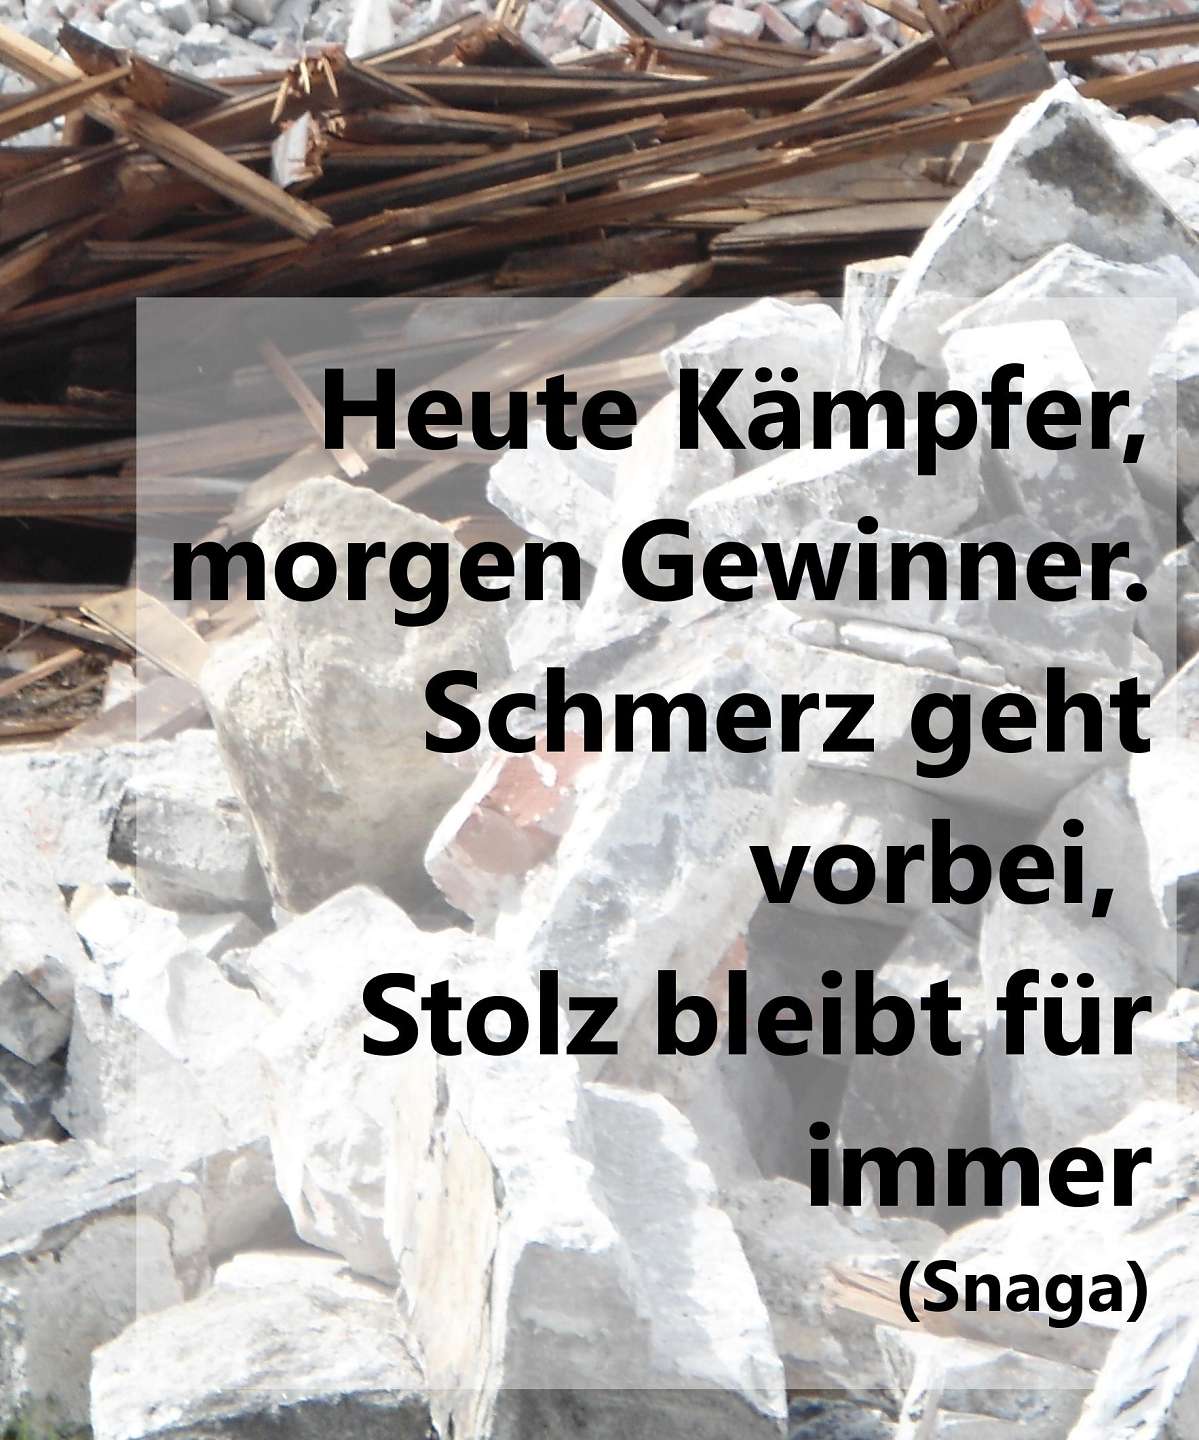 Heute Kämpfer,
morgen Gewinner.
Schmerz geht
vorbei,
Stolz bleibt für
immer
(Snaga)